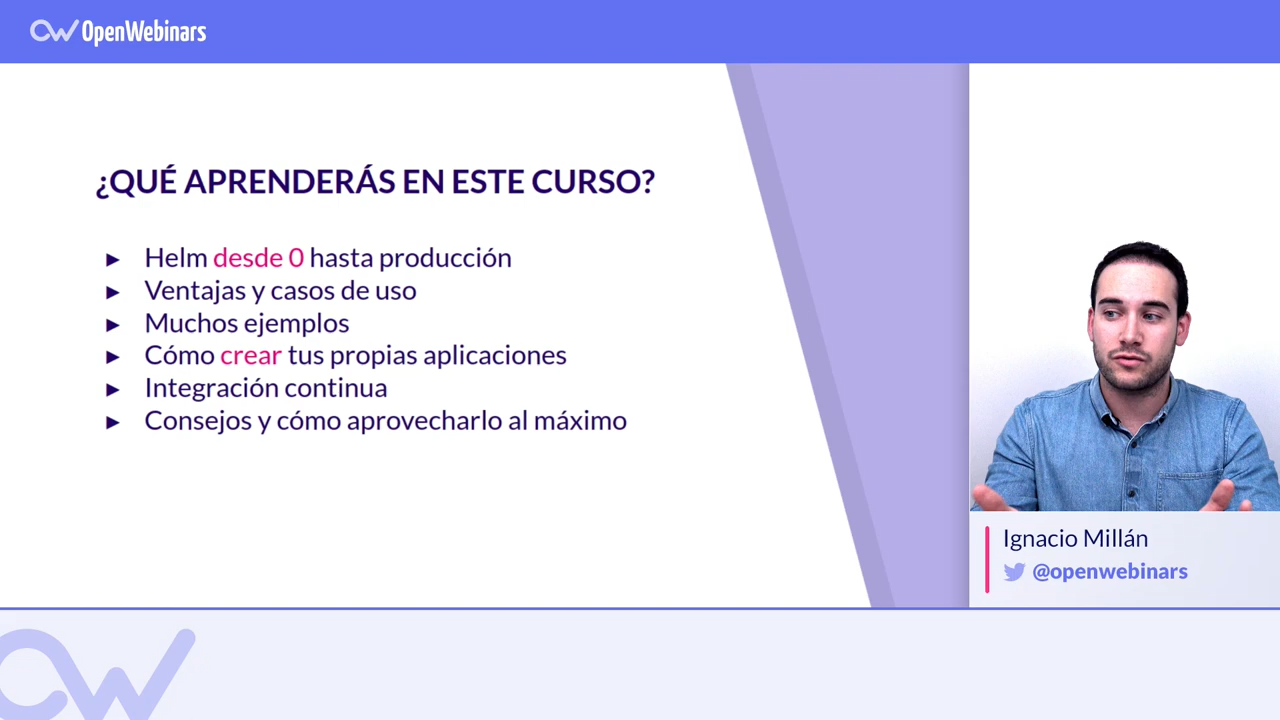 OpenWebinars
¿QUÉ APRENDERÁS EN ESTE CURSO?
► Helm desde 0 hasta producción
► Ventajas y casos de uso
► Muchos ejemplos
► Cómo crear tus propias aplicaciones
► Integración continua
► Consejos y cómo aprovecharlo al máximo
Ignacio Millán
@openwebinars